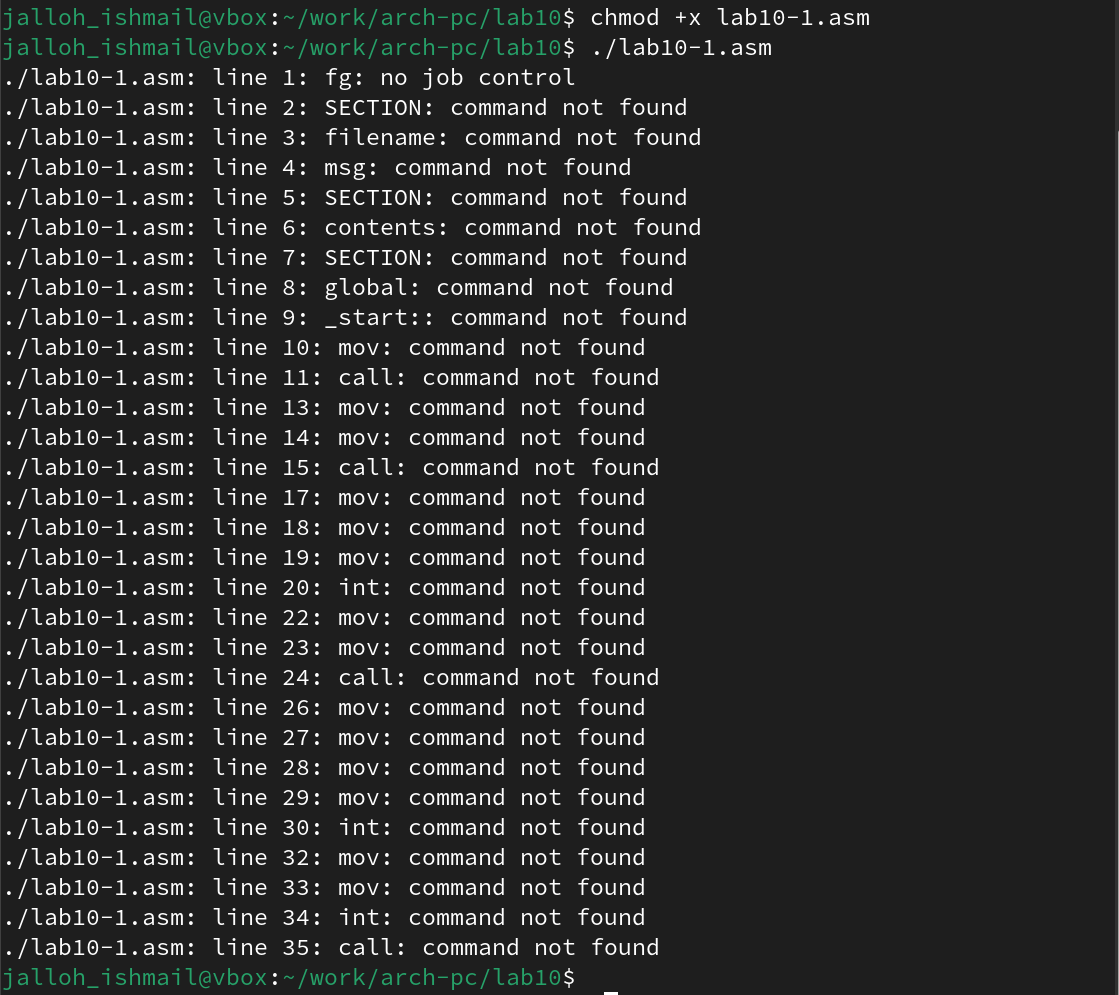 jalloh_ishmail@vbox:~/work/arch-pc/lab10$ chmod +x lab10-1.asm
jalloh_ishmail@vbox:~/work/arch-pc/lab10$ ./lab10-1.asm
./lab10-1.asm: line 1: fg: no job control
./lab10-1.asm: line 2: SECTION: command not found
./lab10-1.asm: line 3: filename: command not found
./lab10-1.asm: line 4: msg: command not found
./lab10-1.asm: line 5: SECTION: command not found
./lab10-1.asm: line 6: contents: command not found
./lab10-1.asm: line 7: SECTION: command not found
./lab10-1.asm: line 8: global: command not found
./lab10-1.asm: line 9: _start:: command not found
./lab10-1.asm: line 10: mov: command not found
./lab10-1.asm: line 11: call: command not found
./lab10-1.asm: line 13: mov: command not found
./lab10-1.asm: line 14: mov: command not found
./lab10-1.asm: line 15: call: command not found
./lab10-1.asm: line 17: mov: command not found
./lab10-1.asm: line 18: mov: command not found
./lab10-1.asm: line 19: mov: command not found
./lab10-1.asm: line 20: int: command not found
./lab10-1.asm: line 22: mov: command not found
./lab10-1.asm: line 23: mov: command not found
./lab10-1.asm: line 24: call: command not found
./lab10-1.asm: line 26: mov: command not found
./lab10-1.asm: line 27: mov: command not found
./lab10-1.asm: line 28: mov: command not found
./lab10-1.asm: line 29: mov: command not found
./lab10-1.asm: line 30: int: command not found
./lab10-1.asm: line 32: mov: command not found
./lab10-1.asm: line 33: mov: command not found
./lab10-1.asm: line 34: int: command not found
./lab10-1.asm: line 35: call: command not found
jalloh_ishmail@vbox:~/work/arch-pc/lab10$